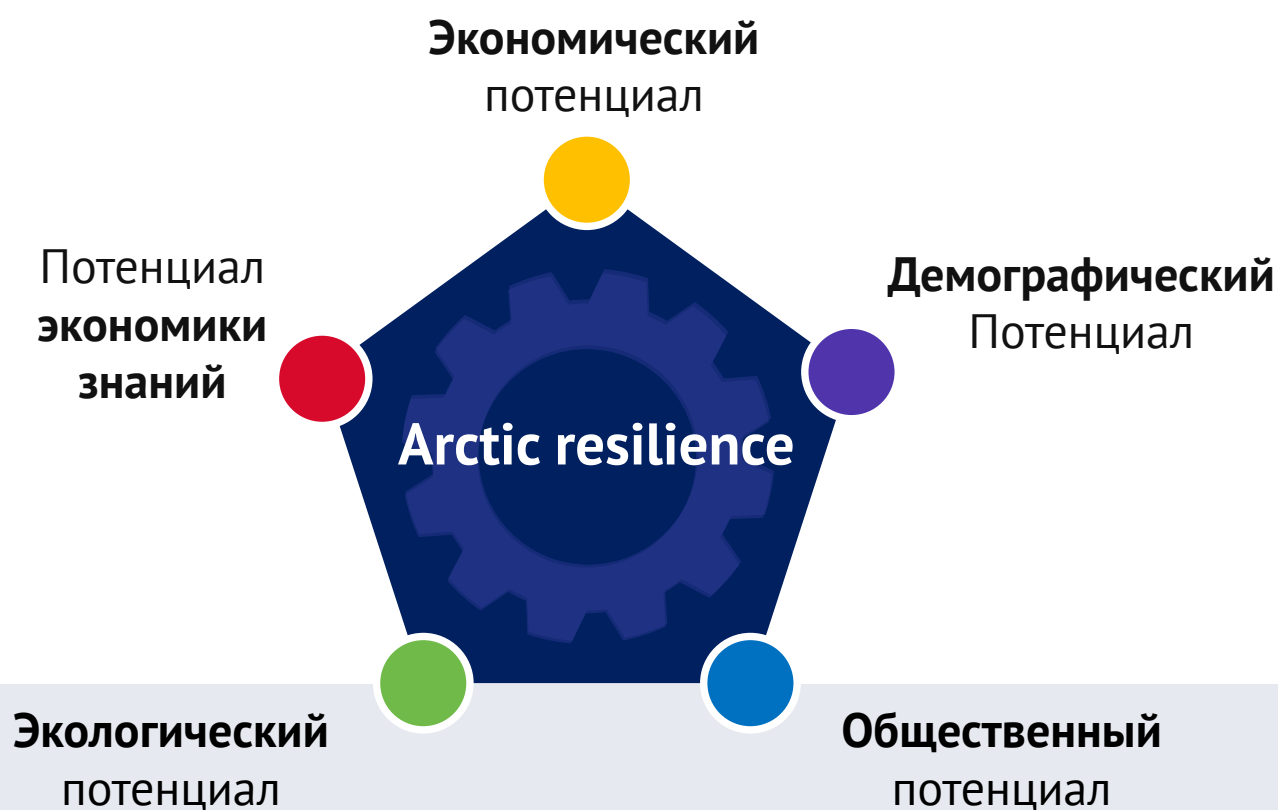 Экономический
потенциал
Потенциал
экономики
знаний
Демографический
Потенциал
Arctic resilience
Экологический
потенциал
Общественный
потенциал